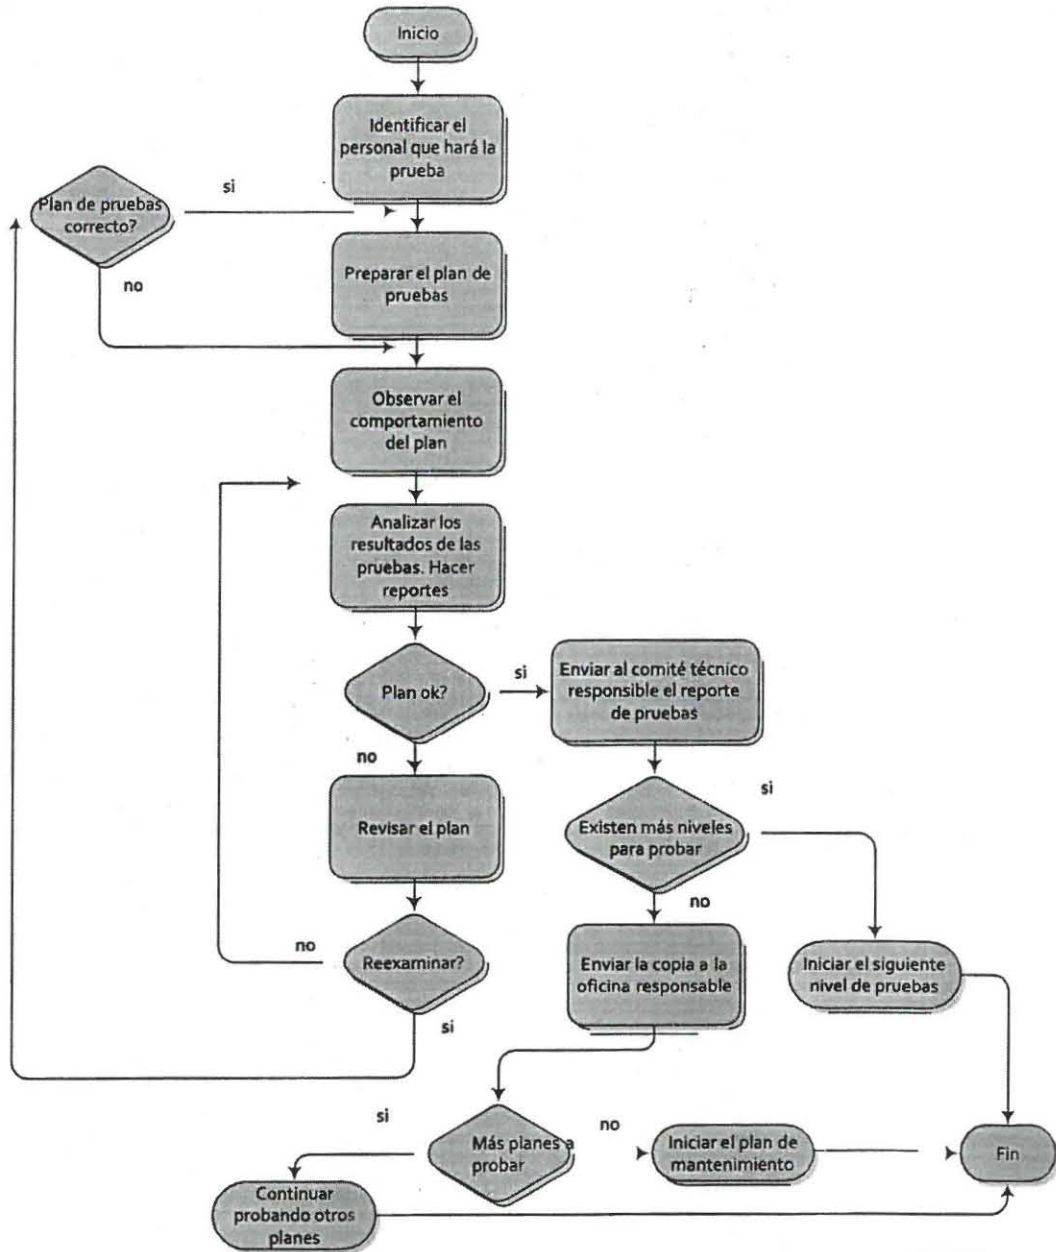 Inicio
Identificar el
personal que hará la
prueba
si
Plan de pruebas
correcto?
no
Preparar el plan de
pruebas
Observar el
comportamiento
del plan
Analizar los
resultados de las
pruebas. Hacer
reportes
Plan ok?
si
Enviar al comité técnico
responsible el reporte
de pruebas
no
Revisar el plan
si
Existen más niveles
para probar
no
no
Reexaminar?
si
Enviar la copia a la
oficina responsable
Iniciar el siguiente
nivel de pruebas
si
Más planes a
probar
no
Iniciar el plan de
mantenimiento
Fin
Continuar
probando otros
planes